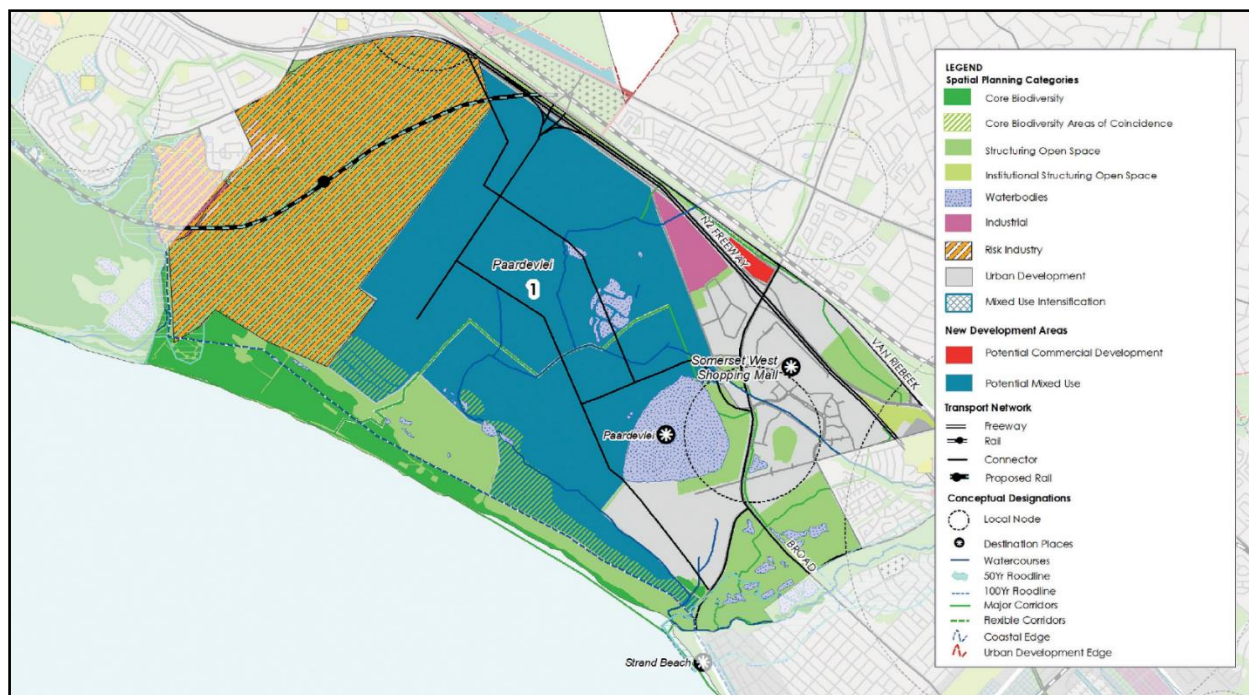 LEGEND
Spatial Planning Categories
Core Biodiversity
Core Biodiversity Areas of Coincidence
Structuring Open Space
Institutional Structuring Open Space
Waterbodies
Industrial
Risk Industry
Urban Development
Mixed Use Intensification
New Development Areas
Potential Commercial Development
Potential Mixed Use
Transport Network
Freeway
Rail
Connector
Proposed Rail
Conceptual Designations
Local Node
Destination Places
Watercourses
50Yr Floodline
100Yr Floodline
Major Corridors
Flexible Corridors
Coastal Edge
Urban Development Edge
N2 FREEWAY
Paardevlei
1
VAN RIEBEEK
Somerset West
Shopping Mall
Paardevlei
BROAD
Strand Beach